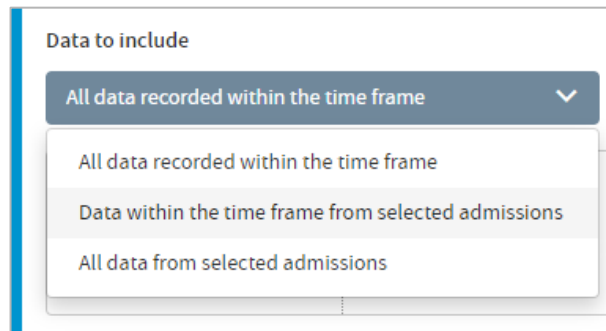 Data to include
All data recorded within the time frame
All data recorded within the time frame
Data within the time frame from selected admissions
All data from selected admissions